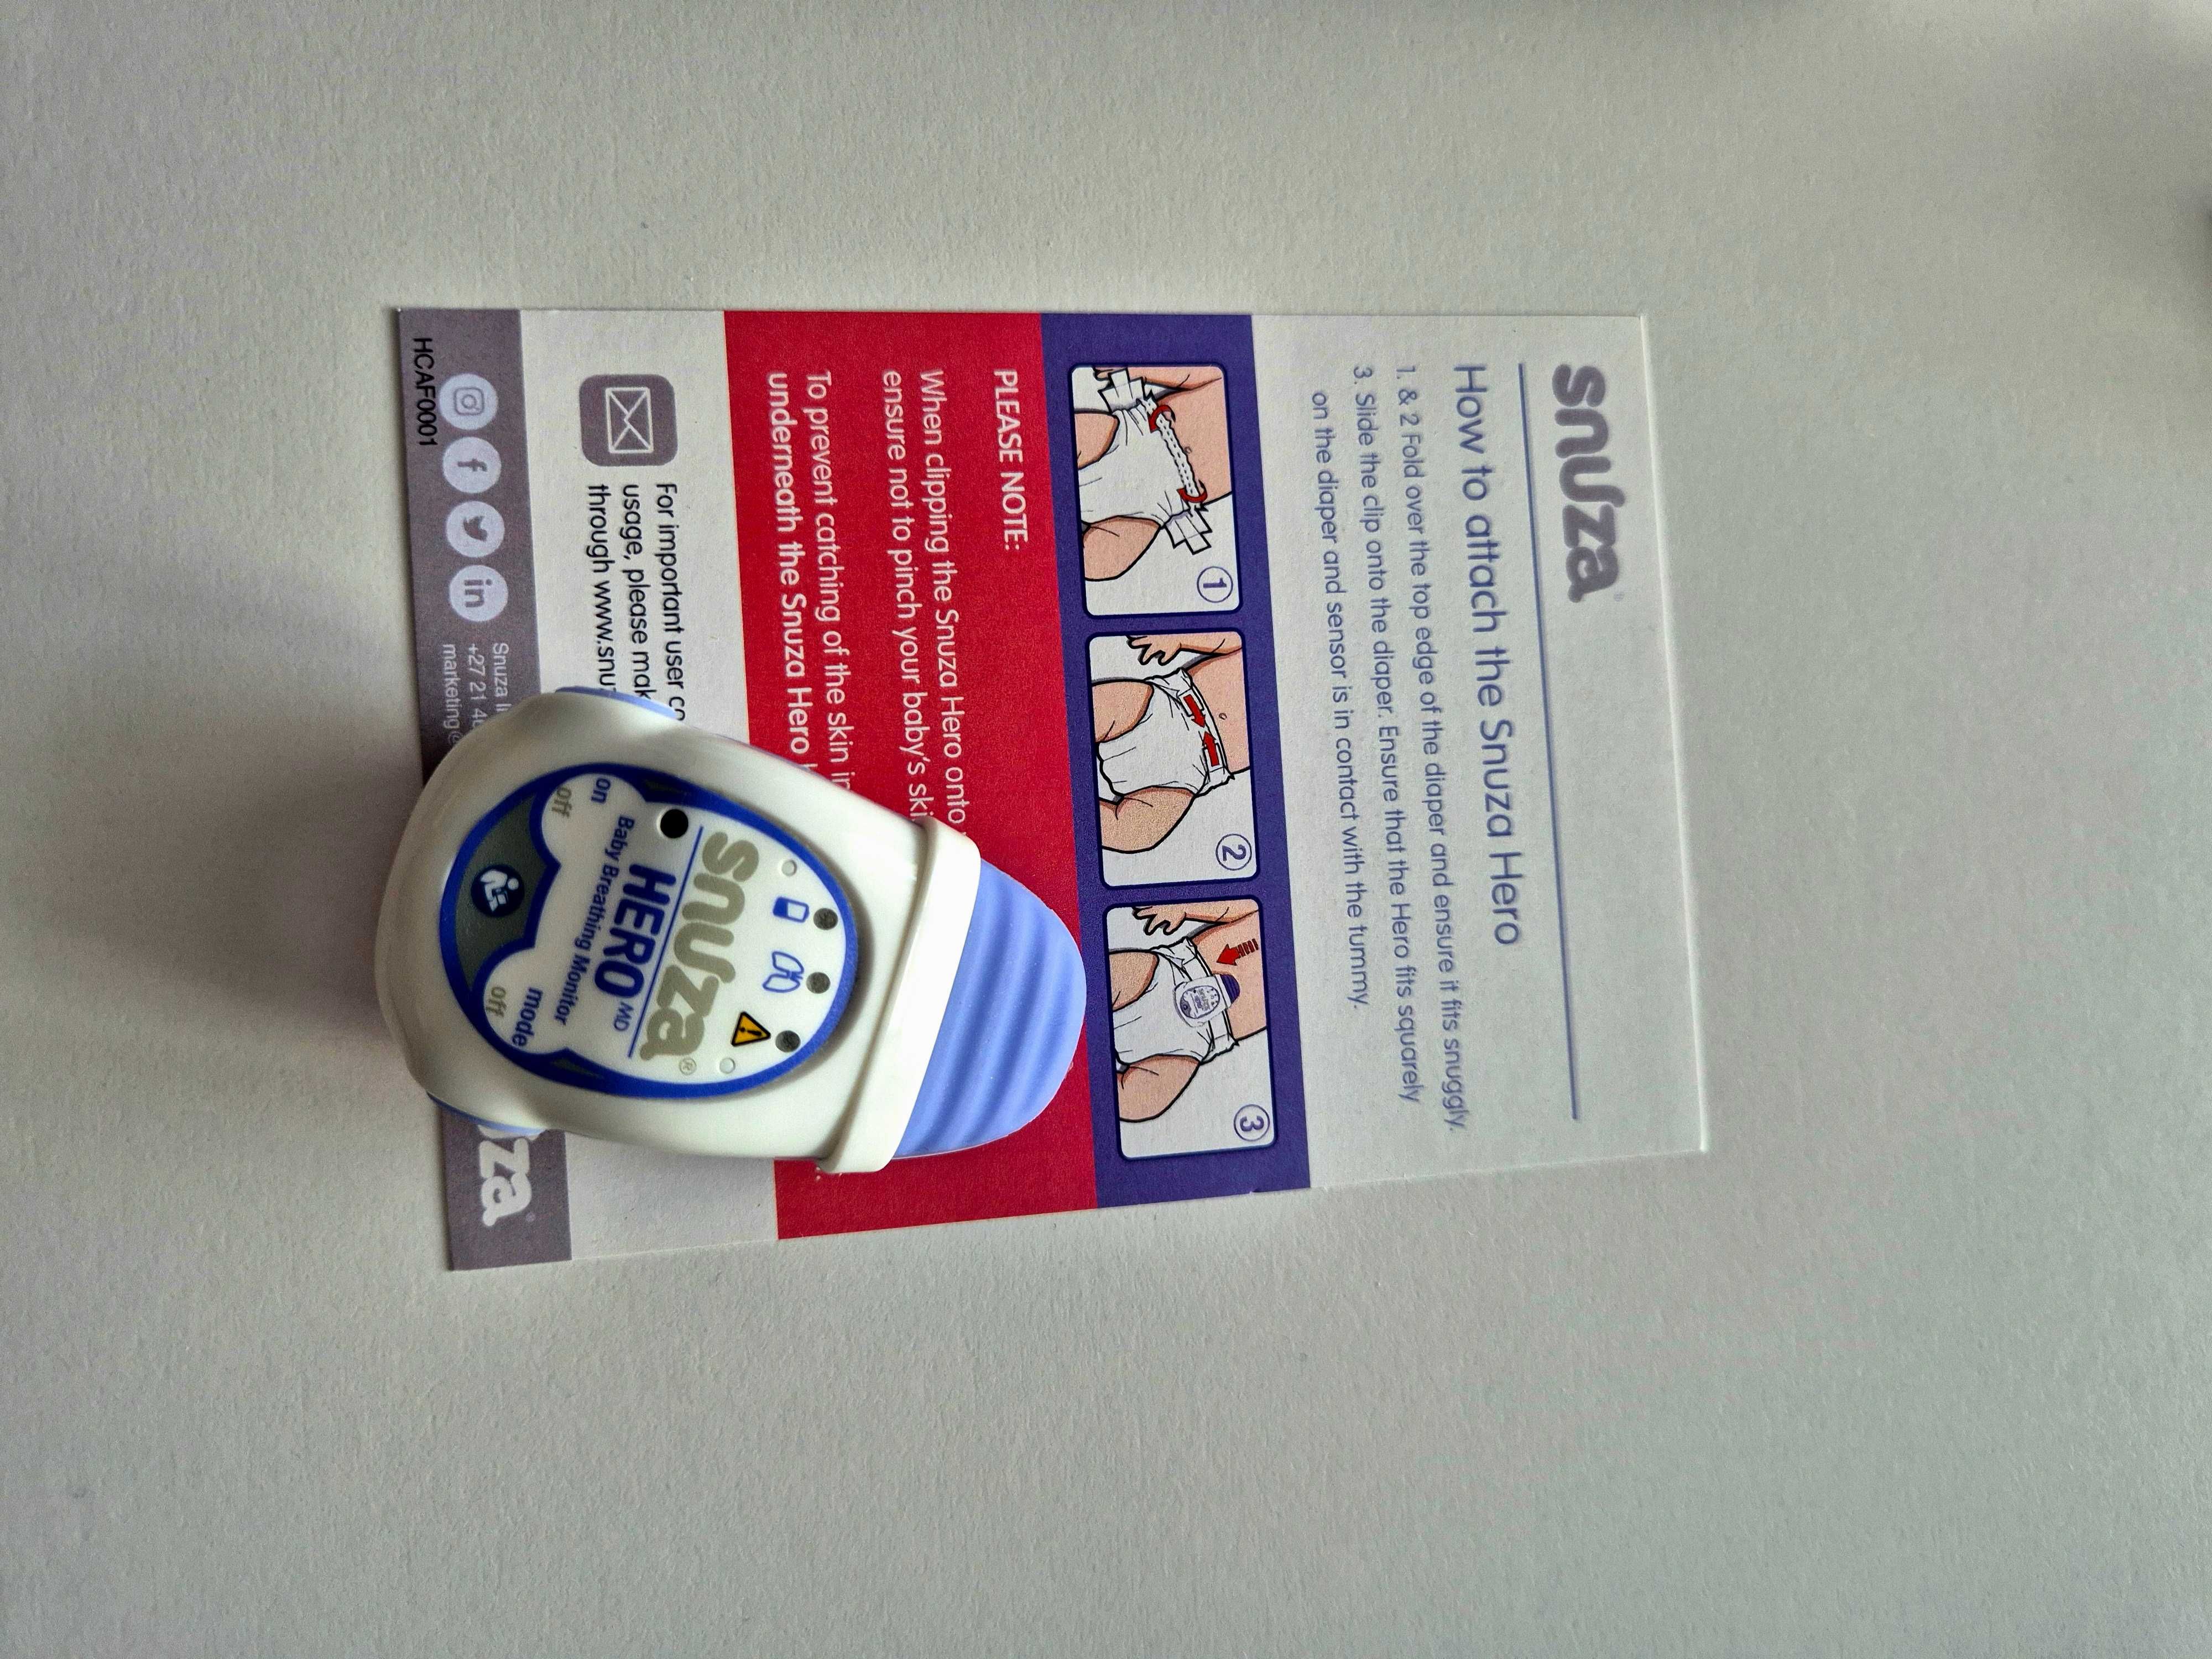 snuza
How to attach the Snuza Hero
1. & 2 Fold over the top edge of the diaper and ensure it fits snuggly.
3. Slide the clip onto the diaper. Ensure that the Hero fits squarely
on the diaper and sensor is in contact with the tummy.
1
2
3
PLEASE NOTE:
When clipping the Snuza Hero onto
ensure not to pinch your baby's
To prevent catching of the skin
underneath the Snuza Hero
For important user
usage, please
through
Snuza
+27 21
marketing@
za
HCAF0001
snuza®
HERO MD
Baby Breathing Monitor
on
off
mode
off